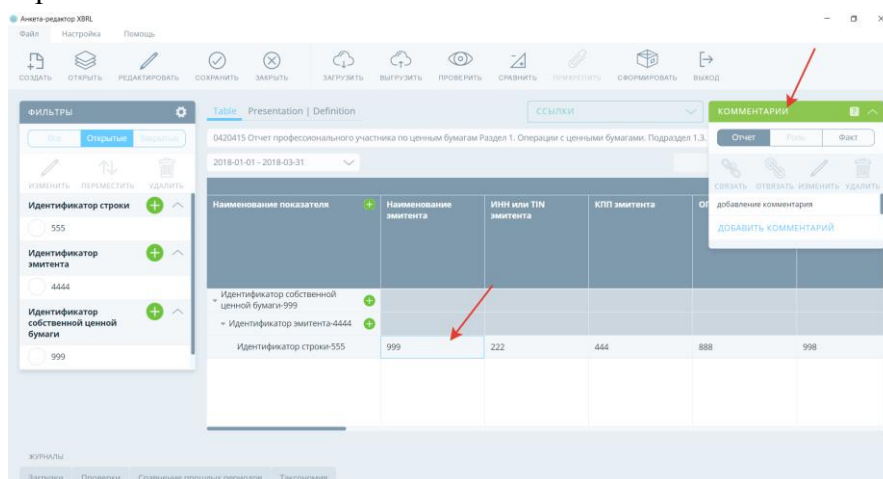 Анкета-редактор XBRL
Файл Настройка Помощь
СОЗДАТЬ ОТКРЫТЬ РЕДАКТИРОВАТЬ СОХРАНИТЬ ЗАКРЫТЬ ЗАГРУЗИТЬ ВЫГРУЗИТЬ ПРОВЕРИТЬ СРАВНИТЬ ПРИКРЕПИТЬ СФОРМИРОВАТЬ ВЫХОД
ФИЛЬТРЫ
Все Открытые Закрытые
ИЗМЕНИТЬ ПЕРЕМЕСТИТЬ УДАЛИТЬ
Идентификатор строки
555
Идентификатор
эмитента
4444
Идентификатор
собственной ценной
бумаги
999
Table Presentation | Definition
ССЫЛКИ
0420415 Отчет профессионального участника по ценным бумагам Раздел 1. Операции с ценными бумагами. Подраздел 1.3.
2018-01-01 - 2018-03-31
Наименование показателя
Наименование
эмитента
ИНН или TIN
эмитента
КПП эмитента
Идентификатор собственной
ценной бумаги-999
Идентификатор эмитента-4444
Идентификатор строки-555 999 222 444 888 998
КОММЕНТАРИИ
Отчет Роль Факт
СВЯЗАТЬ ОТВЯЗАТЬ ИЗМЕНИТЬ УДАЛИТЬ
добавление комментария
ДОБАВИТЬ КОММЕНТАРИЙ
ЖУРНАЛЫ
Загрузки Проверки Сравнение прошлых периодов Таксономия